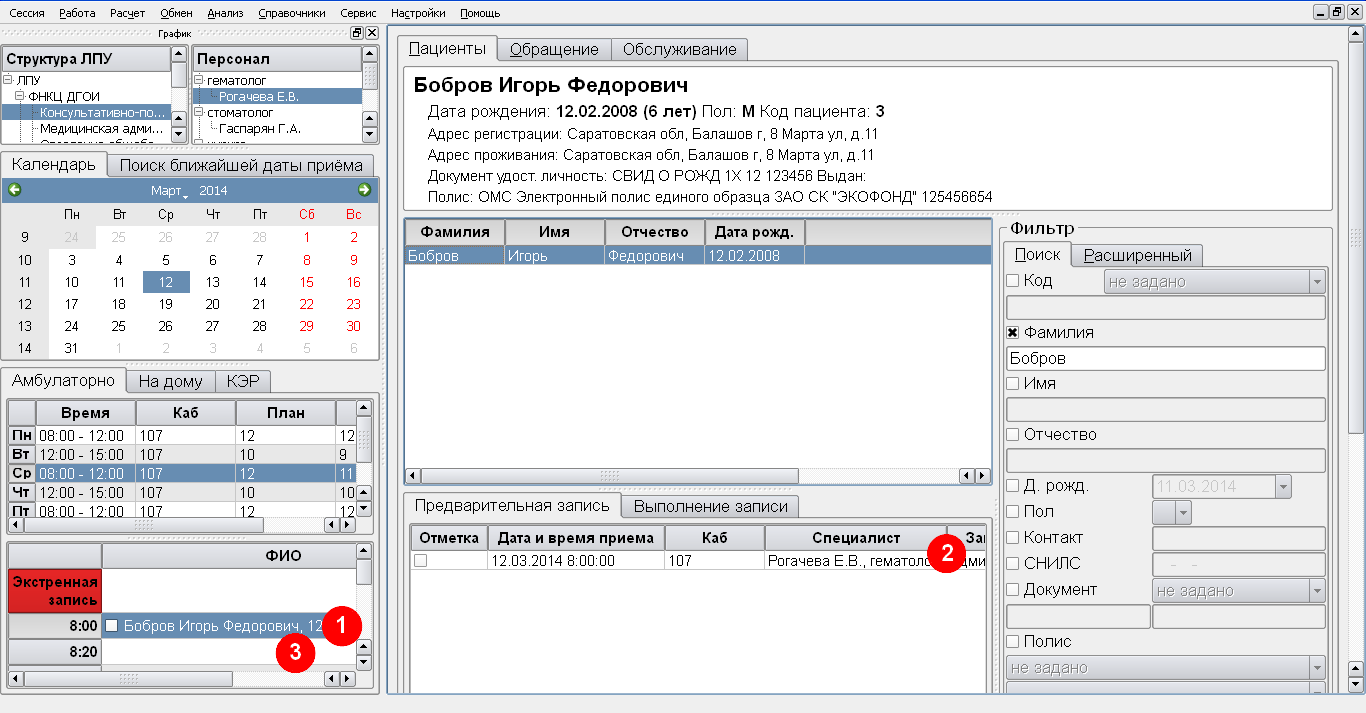 Сессия Работа Расчет Обмен Анализ Справочники Сервис Настройки Помощь
График
Структура ЛПУ
ЛПУ
ФНКЦ ДГОИ
Консультативно-по...
Медицинская адми...
Персонал
гематолог
Рогачева Е.В.
стоматолог
Гаспарян Г.А.
Календарь Поиск ближайшей даты приёма
Март, 2014
Пн Вт Ср Чт Пт Сб Вс
9 24 25 26 27 28 1 2
10 3 4 5 6 7 8 9
11 10 11 12 13 14 15 16
12 17 18 19 20 21 22 23
13 24 25 26 27 28 29 30
14 31 1 2 3 4 5 6
Амбулаторно На дому КЭР
Время Каб План
Пн 08:00 - 12:00 107 12 12
Вт 12:00 - 15:00 107 10 9
Ср 08:00 - 12:00 107 12 11
Чт 12:00 - 15:00 107 10 10
Пт 08:00 - 12:00 107 12 12
ФИО
Экстренная
запись
8:00 Бобров Игорь Федорович, 12
1
8:20
3
Пациенты Обращение Обслуживание
Бобров Игорь Федорович
Дата рождения: 12.02.2008 (6 лет) Пол: М Код пациента: 3
Адрес регистрации: Саратовская обл, Балашов г, 8 Марта ул, д.11
Адрес проживания: Саратовская обл, Балашов г, 8 Марта ул, д.11
Документ удост. личность: СВИД О РОЖД 1X 12 123456 Выдан:
Полис: ОМС Электронный полис единого образца ЗАО СК "ЭКОФОНД" 125456654
Фамилия Имя Отчество Дата рожд.
Бобров Игорь Федорович 12.02.2008
Предварительная запись Выполнение записи
Отметка Дата и время приема Каб Специалист Заг
12.03.2014 8:00:00 107 Рогачева Е.В., гематоло
2
Фильтр
Поиск Расширенный
Код не задано
Фамилия
Бобров
Имя
Отчество
Д. рожд. 11.03.2014
Пол
Контакт
СНИЛС - -
Документ не задано
Полис
не задано